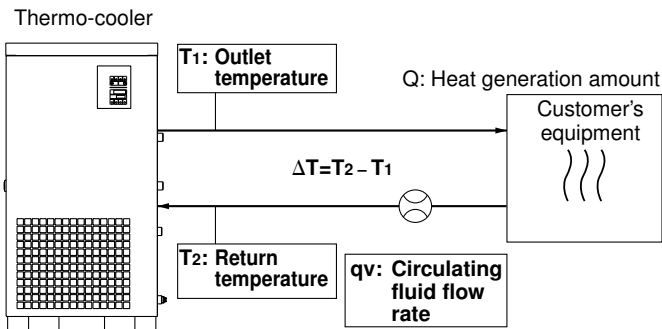 Thermo-cooler
T1: Outlet
temperature
Q: Heat generation amount
Customer's
equipment
ΔT=T2 – T1
T2: Return
temperature
qv: Circulating
fluid flow
rate